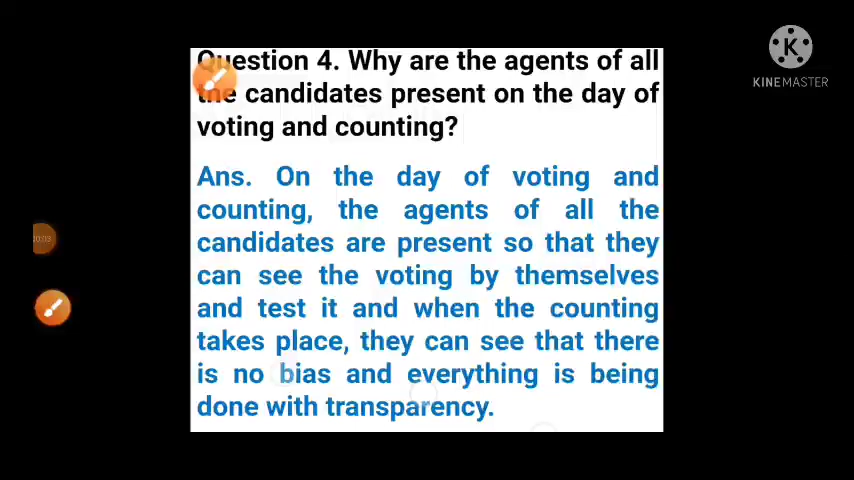 Question 4. Why are the agents of all
the candidates present on the day of
voting and counting?
Ans. On the day of voting and
counting, the agents of all the
candidates are present so that they
can see the voting by themselves
and test it and when the counting
takes place, they can see that there
is no bias and everything is being
done with transparency.
K
KINEMASTER